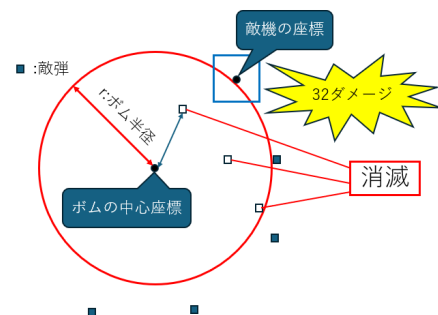 敵機の座標
:敵弾
32ダメージ
r:ボム半径
消滅
ボムの中心座標